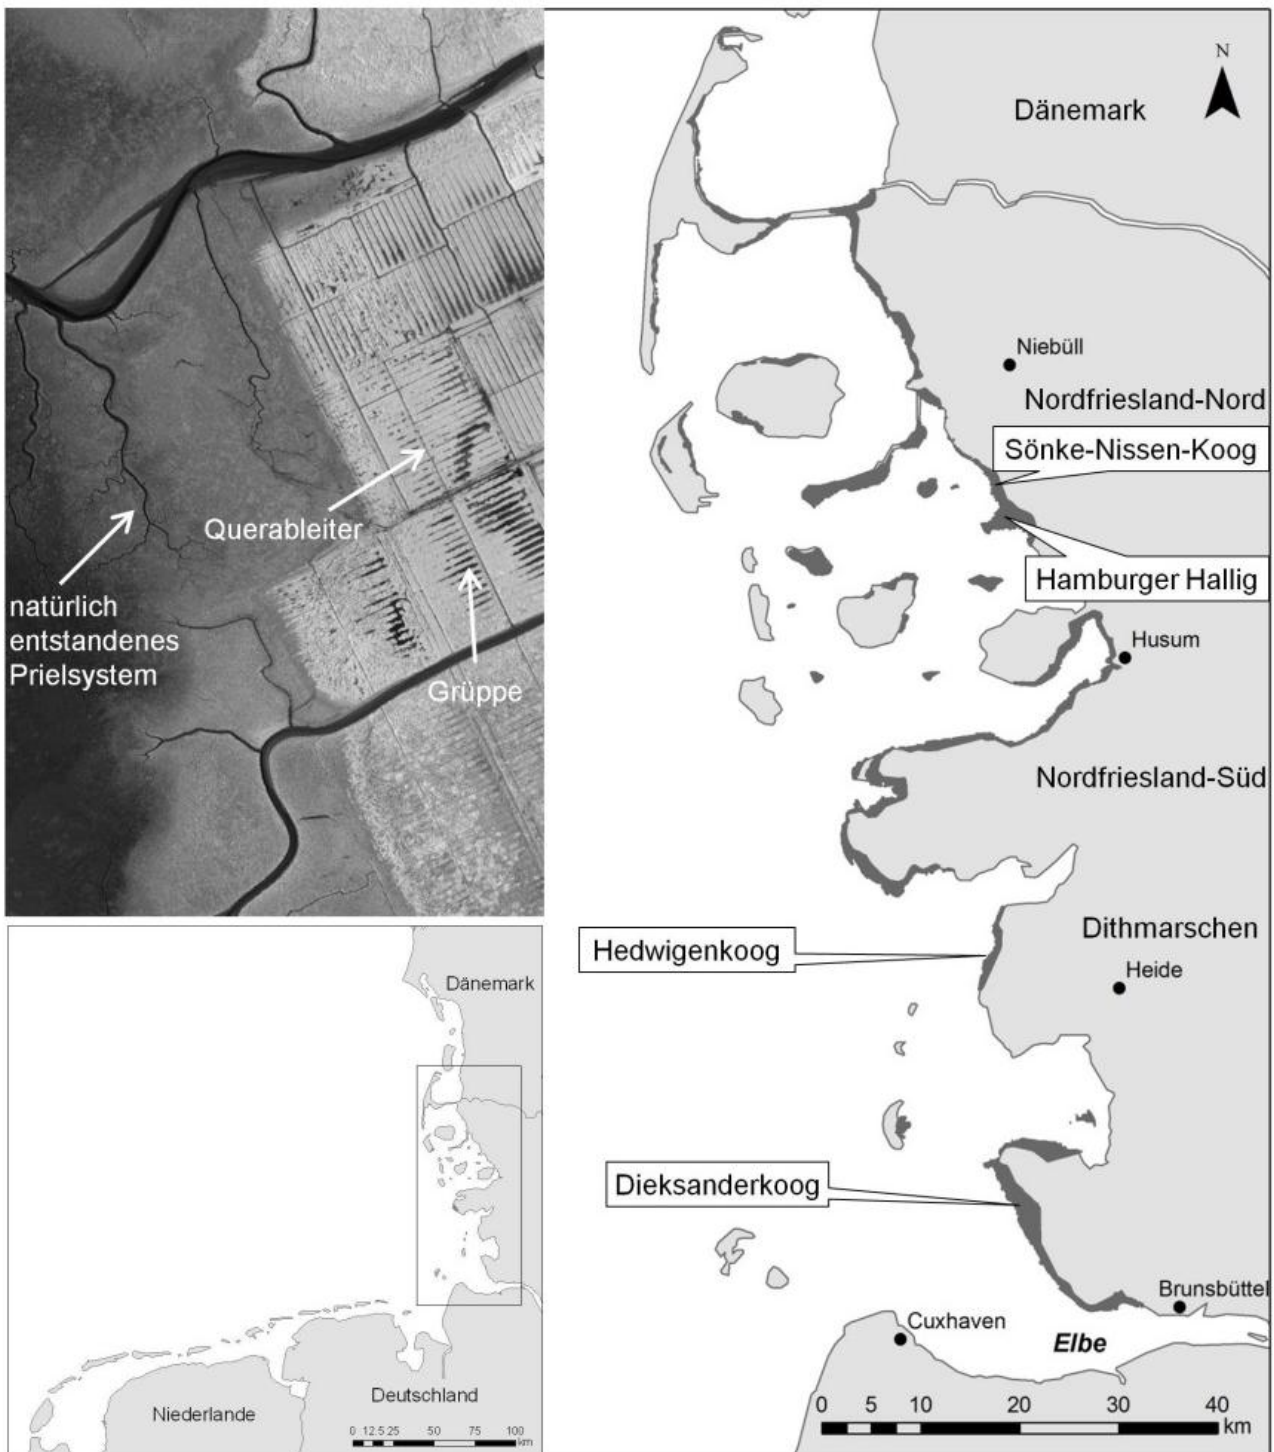 Querableiter
natürlich
entstandenes
Prielsystem
Grüppe
Dänemark
Deutschland
Niederlande
0 12.5 25 50 75 100
km
N
Dänemark
Niebüll
Nordfriesland-Nord
Sönke-Nissen-Koog
Hamburger Hallig
Husum
Nordfriesland-Süd
Hedwigenkoog
Dithmarschen
Heide
Dieksanderkoog
Brunsbüttel
Cuxhaven
Elbe
0 5 10 20 30 40
km